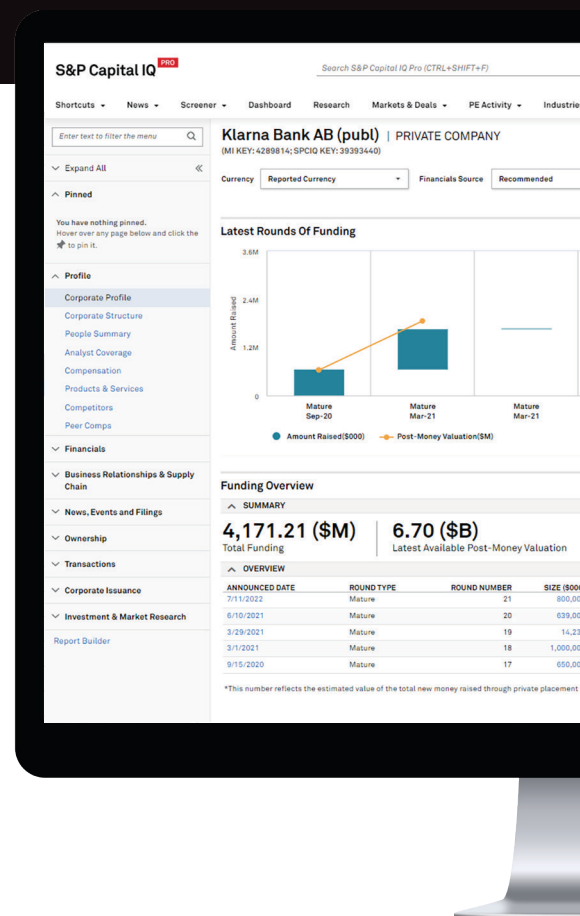 S&P Capital IQ PRO
Search S&P Capital IQ Pro (CTRL+SHIFT+F)
Shortcuts News Screener Dashboard Research Markets & Deals PE Activity Industrie
Enter text to filter the menu
Expand All
Pinned
You have nothing pinned.
Hover over any page below and click the
to pin it.
Profile
Corporate Profile
Corporate Structure
People Summary
Analyst Coverage
Compensation
Products & Services
Competitors
Peer Comps
Financials
Business Relationships & Supply
Chain
News, Events and Filings
Ownership
Transactions
Corporate Issuance
Investment & Market Research
Report Builder
Klarna Bank AB (publ) | PRIVATE COMPANY
(MI KEY: 4289814; SPCIQ KEY: 39393440)
Currency Reported Currency Financials Source Recommended
Latest Rounds Of Funding
Amount Raised
3.6M
2.4M
1.2M
0
Mature Mature Mature
Sep-20 Mar-21 Mar-21
Amount Raised($000) Post-Money Valuation($M)
Funding Overview
SUMMARY
4,171.21 ($M) 6.70 ($B)
Total Funding Latest Available Post-Money Valuation
OVERVIEW
ANNOUNCED DATE ROUND TYPE ROUND NUMBER SIZE ($000
7/11/2022 Mature 21 800,00
6/10/2021 Mature 20 639,00
3/29/2021 Mature 19 14,23
3/1/2021 Mature 18 1,000,00
9/15/2020 Mature 17 650,00
*This number reflects the estimated value of the total new money raised through private placement